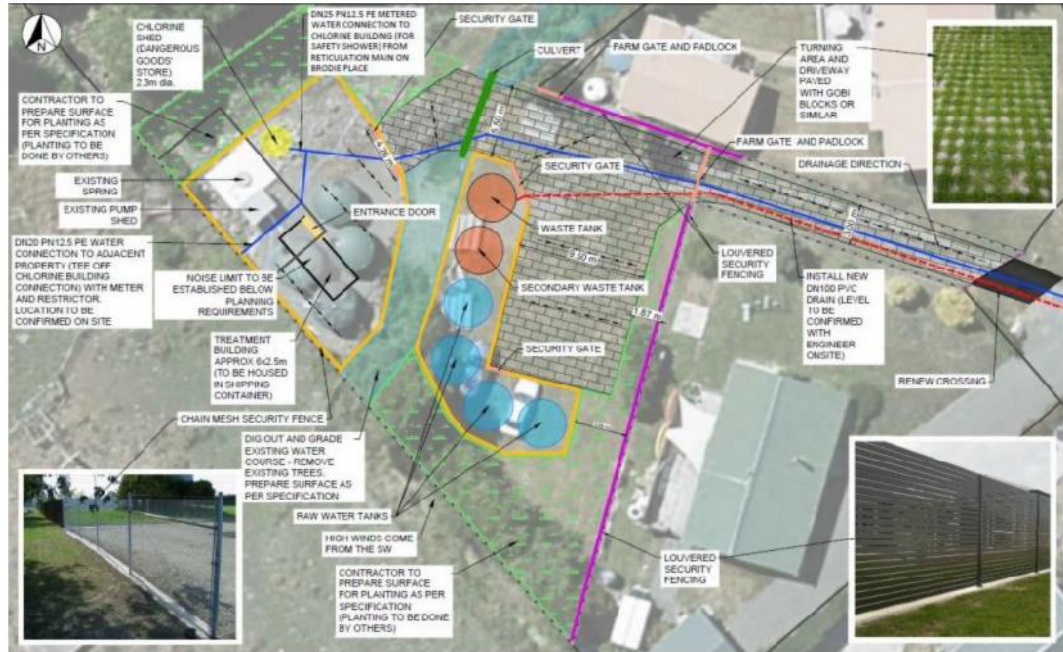 N
CHLORINE
SHED
(DANGEROUS
GOODS'
STORE)
2.3m dia.
DN25 PN12.5 PE METERED
WATER CONNECTION TO
CHLORINE BUILDING (FOR
SAFETY SHOWER) FROM
RETICULATION MAIN ON
BRODIE PLACE
SECURITY GATE
CULVERT
FARM GATE AND PADLOCK
TURNING
AREA AND
DRIVEWAY
PAVED
WITH GOBI
BLOCKS OR
SIMILAR
CONTRACTOR TO
PREPARE SURFACE
FOR PLANTING AS
PER SPECIFICATION
(PLANTING TO BE
DONE BY OTHERS)
FARM GATE AND PADLOCK
DRAINAGE DIRECTION
SECURITY GATE
EXISTING
SPRING
EXISTING PUMP
SHED
ENTRANCE DOOR
WASTE TANK
DN20 PN12.5 PE WATER
CONNECTION TO ADJACENT
PROPERTY (TEE OFF
CHLORINE BUILDING
CONNECTION) WITH METER
AND RESTRICTOR.
LOCATION TO BE
CONFIRMED ON SITE
NOISE LIMIT TO BE
ESTABLISHED BELOW
PLANNING
REQUIREMENTS
9.50 m
SECONDARY WASTE TANK
1.67 m
LOUVERED
SECURITY
FENCING
INSTALL NEW
DN100 PVC
DRAIN (LEVEL
TO BE
CONFIRMED
WITH
ENGINEER
ONSITE)
TREATMENT
BUILDING
APPROX 6x2.5m
(TO BE HOUSED
IN SHIPPING
CONTAINER)
SECURITY GATE
RENEW CROSSING
CHAIN MESH SECURITY FENCE
DIG OUT AND GRADE
EXISTING WATER
COURSE - REMOVE
EXISTING TREES.
PREPARE SURFACE AS
PER SPECIFICATION
RAW WATER TANKS
HIGH WINDS COME
FROM THE SW
CONTRACTOR TO
PREPARE SURFACE
FOR PLANTING AS PER
SPECIFICATION
(PLANTING TO BE DONE
BY OTHERS)
LOUVERED
SECURITY
FENCING